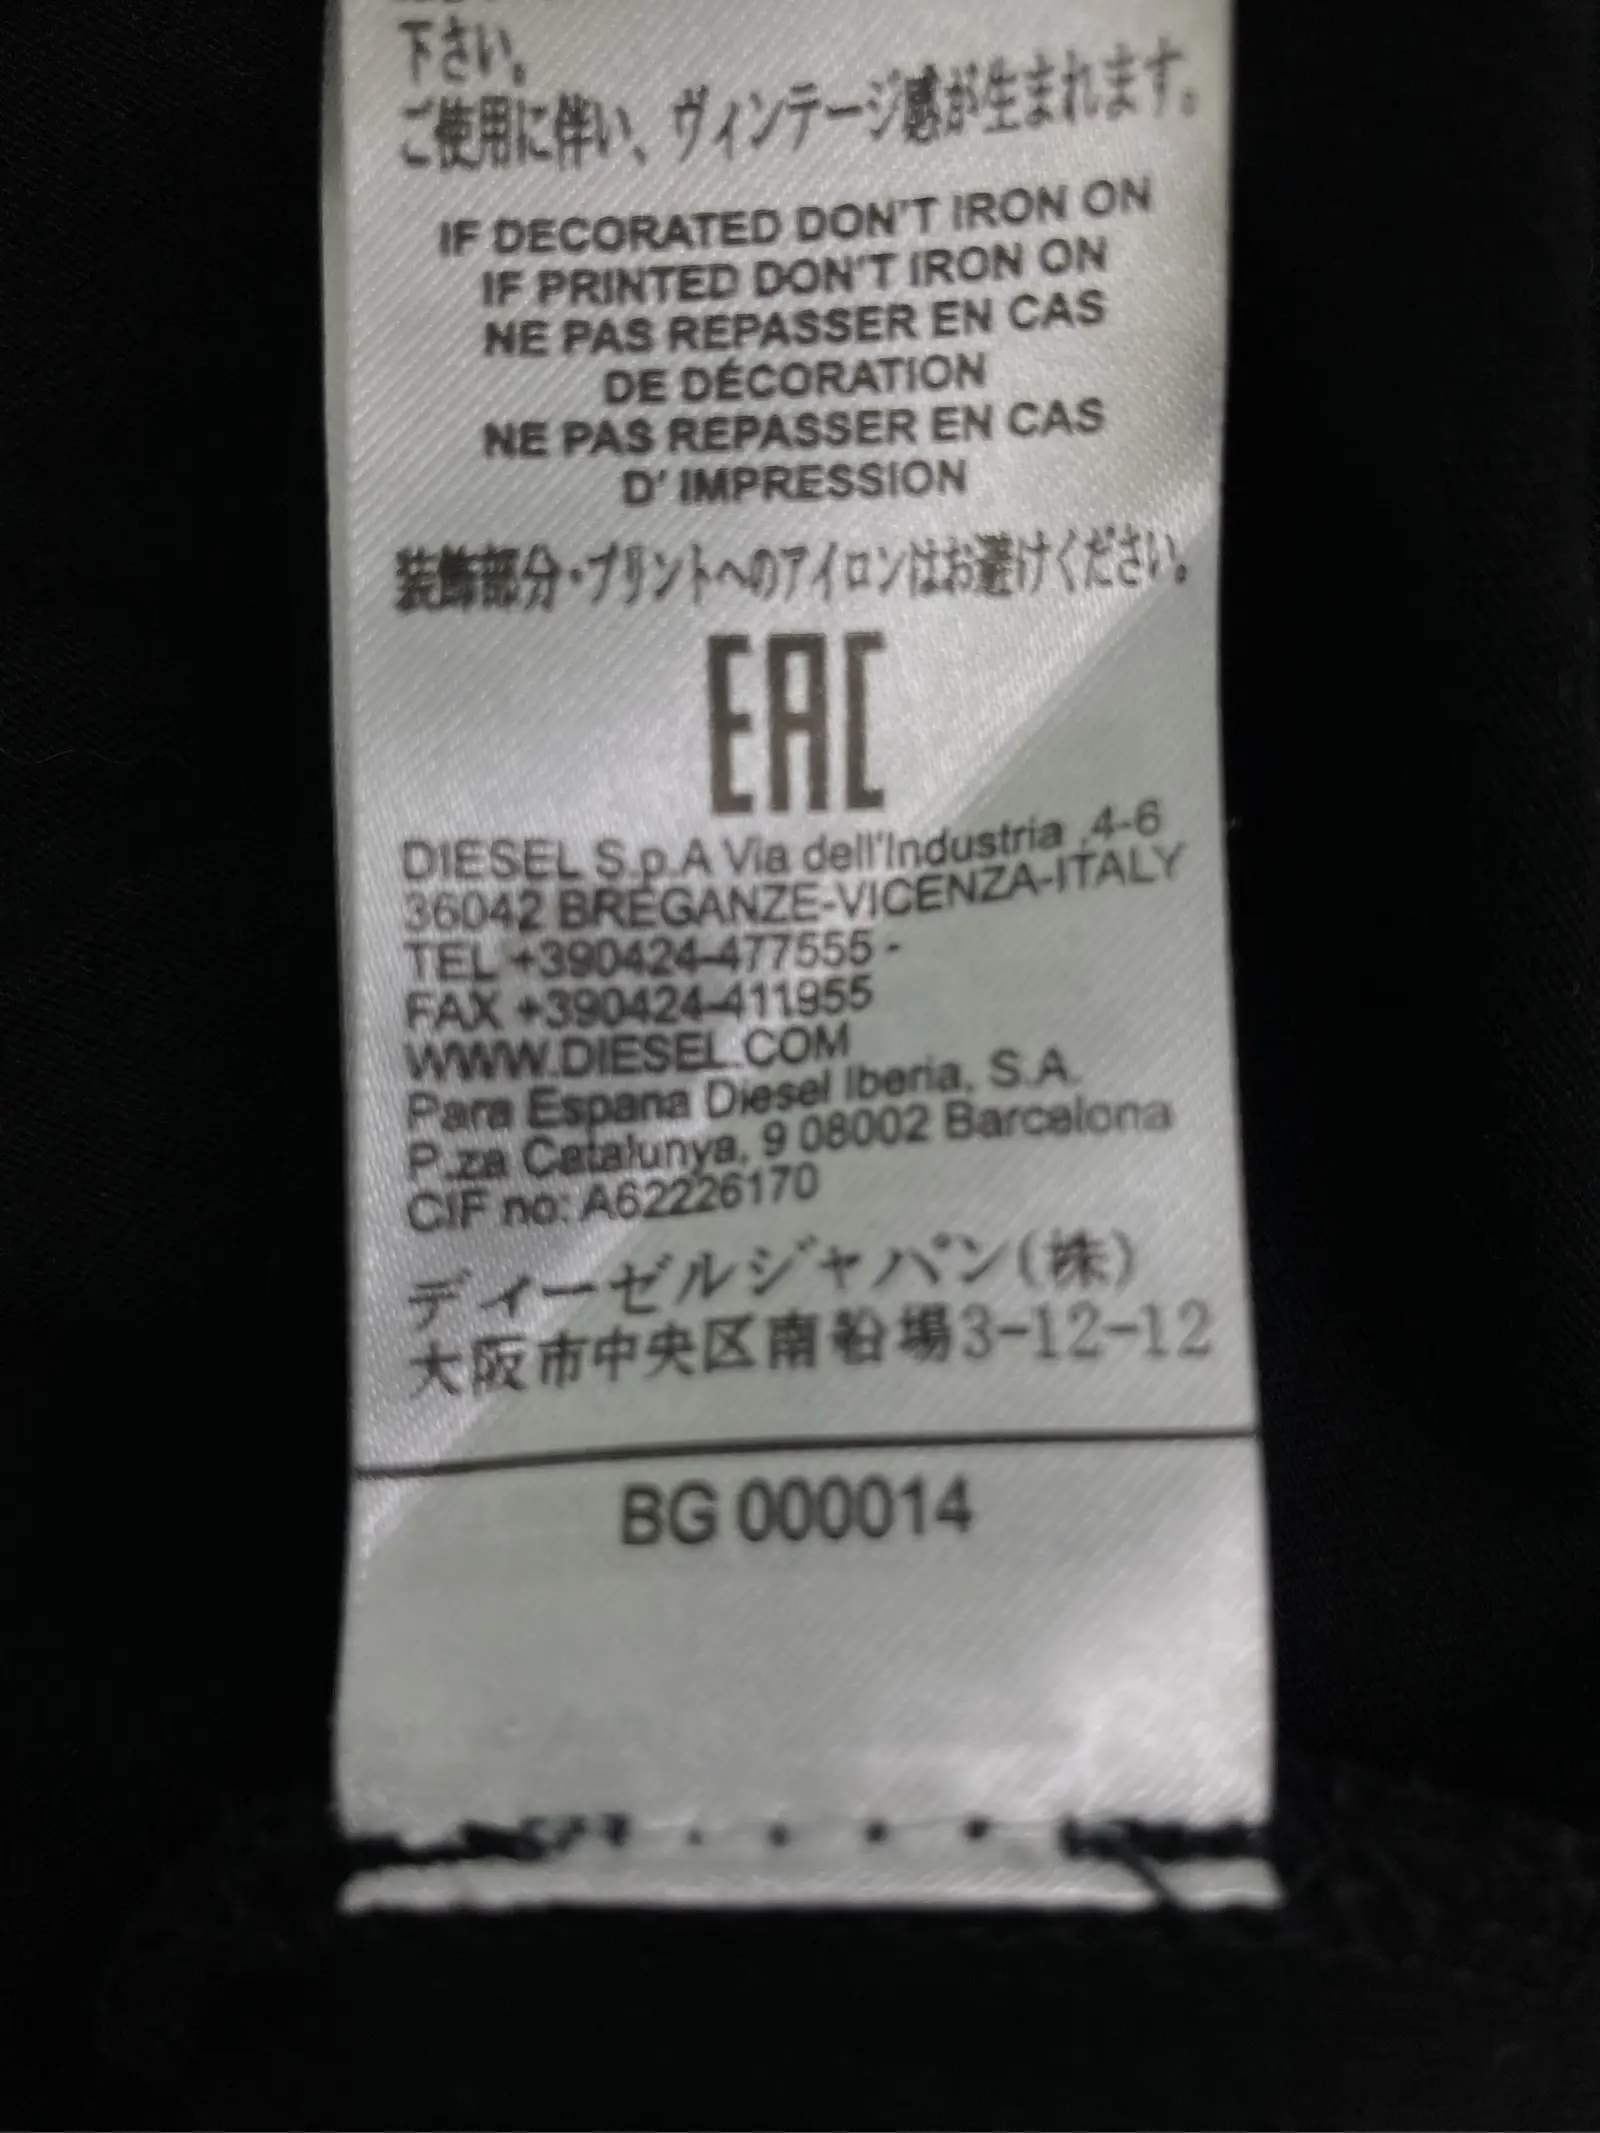 下さい。
ご使用に伴い、ヴィンテージ感が生まれます。
IF DECORATED DON'T IRON ON
IF PRINTED DON'T IRON ON
NE PAS REPASSER EN CAS
DE DÉCORATION
NE PAS REPASSER EN CAS
D' IMPRESSION
装飾部分・プリントへのアイロンはお避けください。
EAC
DIESEL S.p.A Via dell'Industria ,4-6
36042 BREGANZE-VICENZA-ITALY
TEL +390424-477555 -
FAX +390424-411955
WWW.DIESEL.COM
Para Espana Diesel Iberia, S.A.
P.za Catalunya, 9 08002 Barcelona
CIF no: A62226170
ディーゼルジャパン(株)
大阪市中央区南船場3-12-12
BG 000014